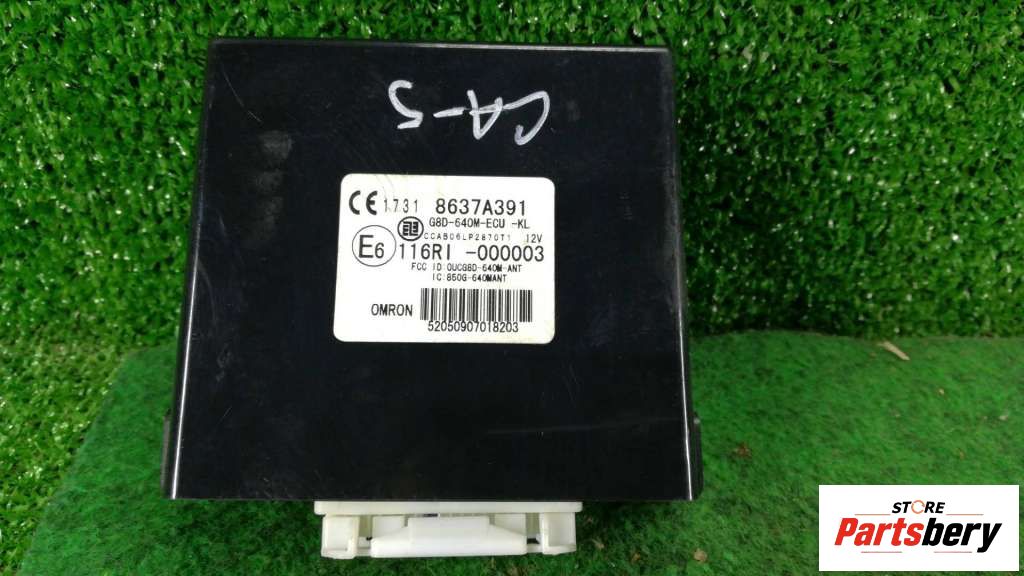 CA-5
CE 1731 8637A391
G8D-640M-ECU -KL
CCAB06LP2870T1 12V
E6 116RI -000003
FCC ID:OUCG8D-640M-ANT
IC:850G-640MANT
OMRON
52050907018203
STORE
Partsbery